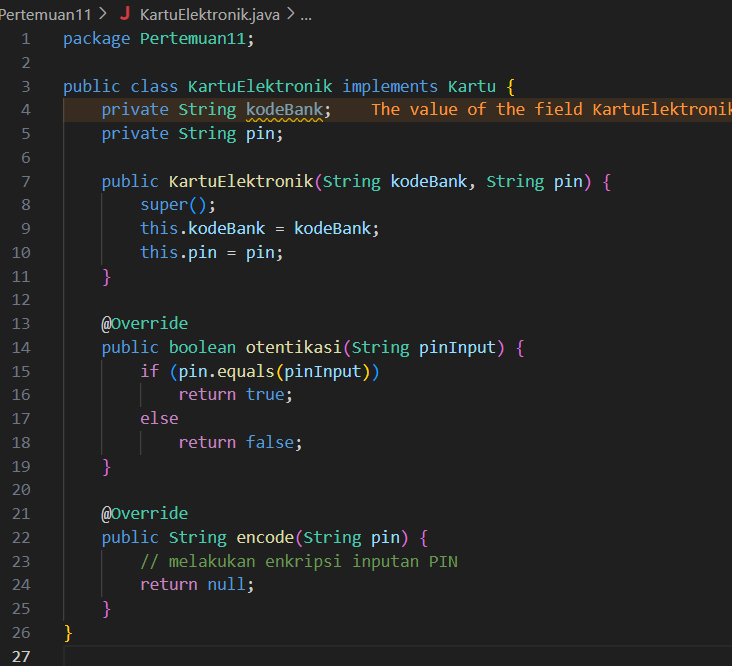 Pertemuan11 > J KartuElektronik.java > ...
1 package Pertemuan11;
2
3 public class KartuElektronik implements Kartu {
4 private String kodeBank; The value of the field KartuElektronik
5 private String pin;
6
7 public KartuElektronik(String kodeBank, String pin) {
8 super();
9 this.kodeBank = kodeBank;
10 this.pin = pin;
11 }
12
13 @Override
14 public boolean otentikasi(String pinInput) {
15 if (pin.equals(pinInput))
16 return true;
17 else
18 return false;
19 }
20
21 @Override
22 public String encode(String pin) {
23 // melakukan enkripsi inputan PIN
24 return null;
25 }
26 }
27